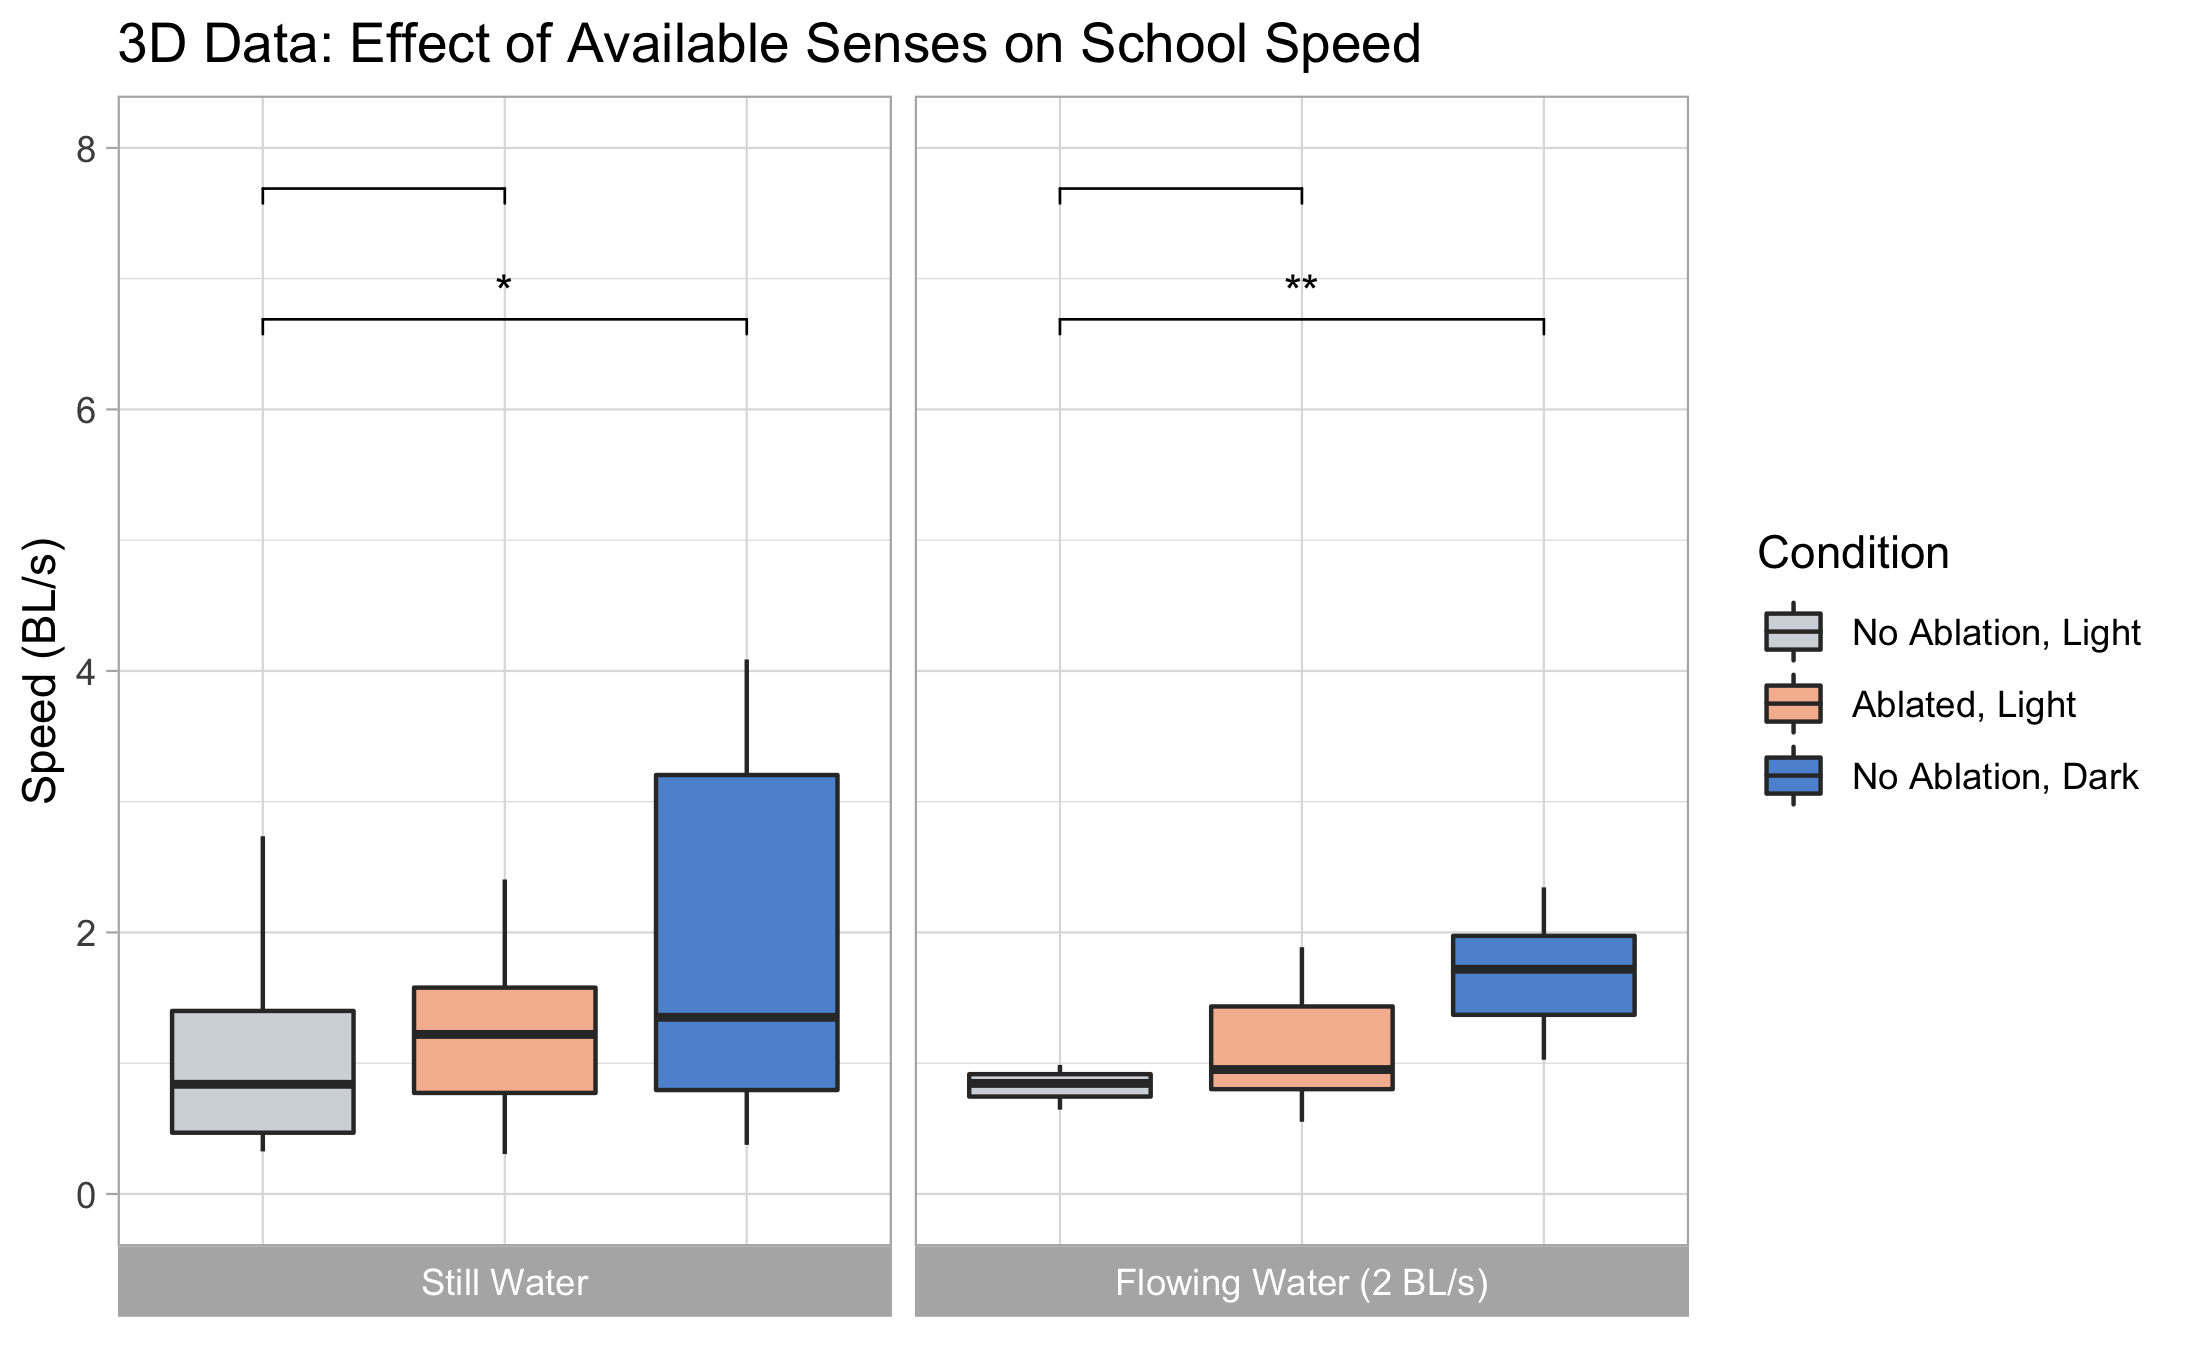 3D Data: Effect of Available Senses on School Speed
Speed (BL/s)
8
6
4
2
0
*
**
Still Water
Flowing Water (2 BL/s)
Condition
No Ablation, Light
Ablated, Light
No Ablation, Dark